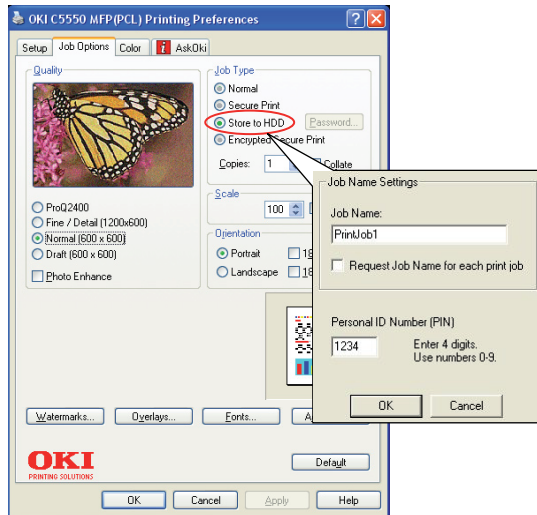 OKI C5550 MFP(PCL) Printing Preferences
Setup Job Options Color AskOki
Quality
ProQ2400
Fine / Detail (1200x600)
Normal (600 x 600)
Draft (600 x 600)
Photo Enhance
Job Type
Normal
Secure Print
Store to HDD Password...
Encrypted Secure Print
Copies: 1 Collate
Scale
100
Orientation
Portrait
Landscape
Job Name Settings
Job Name:
PrintJob1
Request Job Name for each print job
Personal ID Number (PIN)
1234 Enter 4 digits.
Use numbers 0-9.
OK Cancel
Watermarks... Overlays... Fonts...
OKI
PRINTING SOLUTIONS
Default
OK Cancel Apply Help